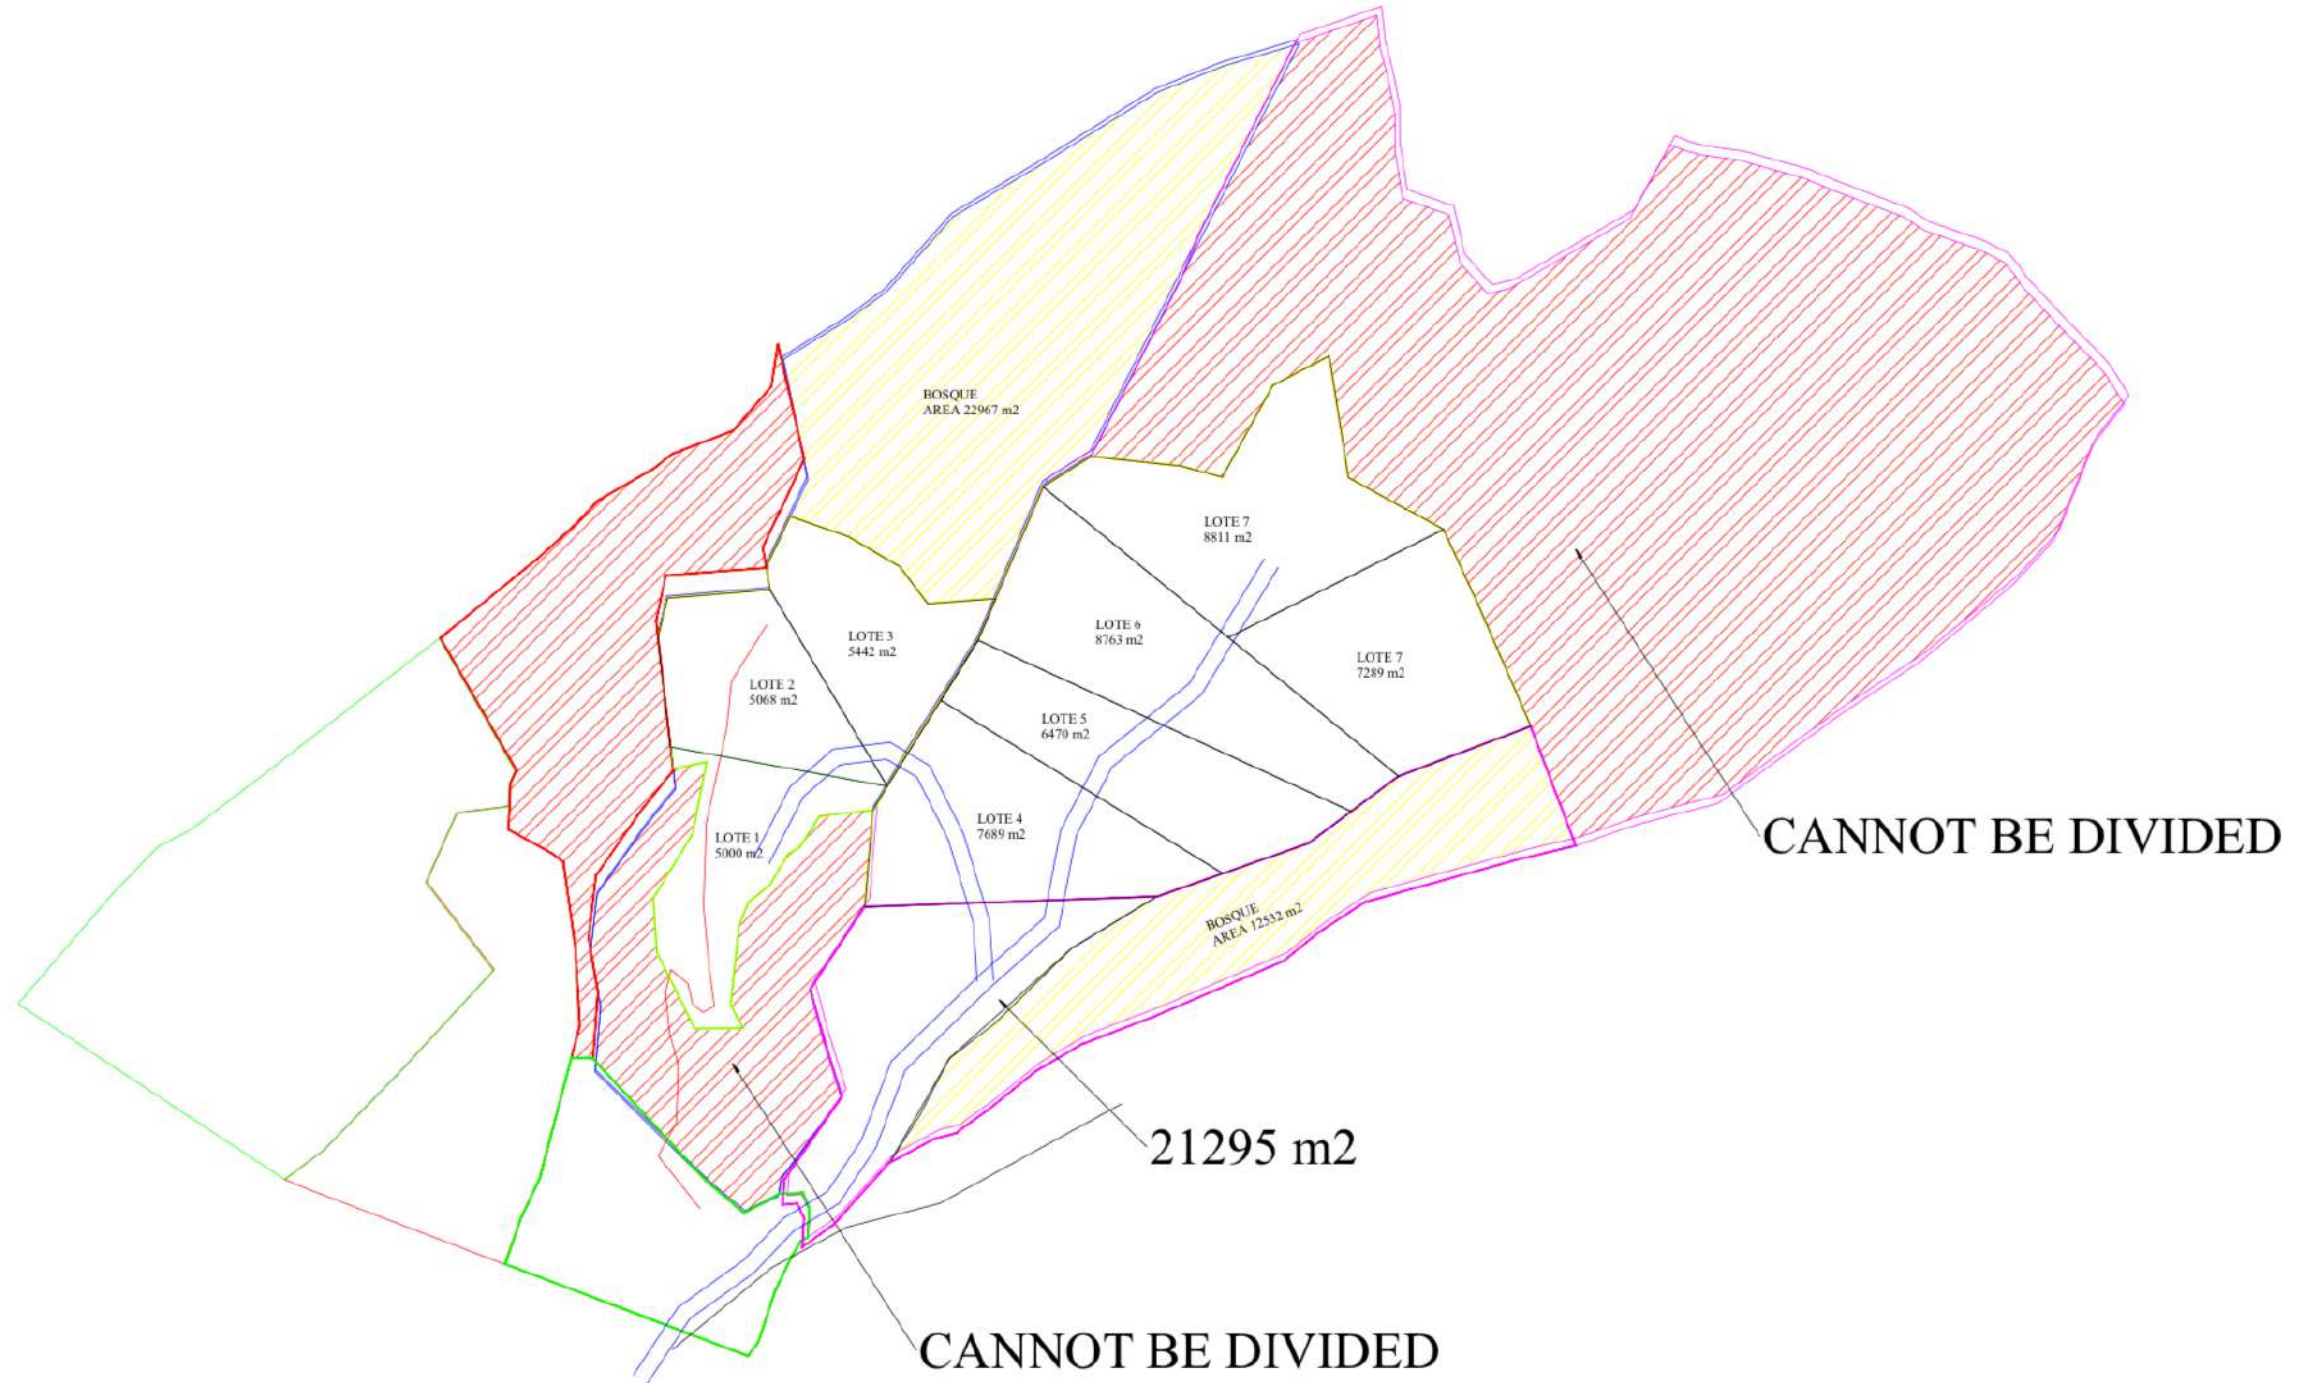 BOSQUE
AREA 22967 m2
LOTE 7
8811 m2
LOTE 6
8763 m2
LOTE 3
5442 m2
LOTE 7
7289 m2
LOTE 2
5068 m2
LOTE 5
6470 m2
LOTE 4
7689 m2
LOTE 1
5000 m2
CANNOT BE DIVIDED
BOSQUE
AREA 12532 m2
21295 m2
CANNOT BE DIVIDED